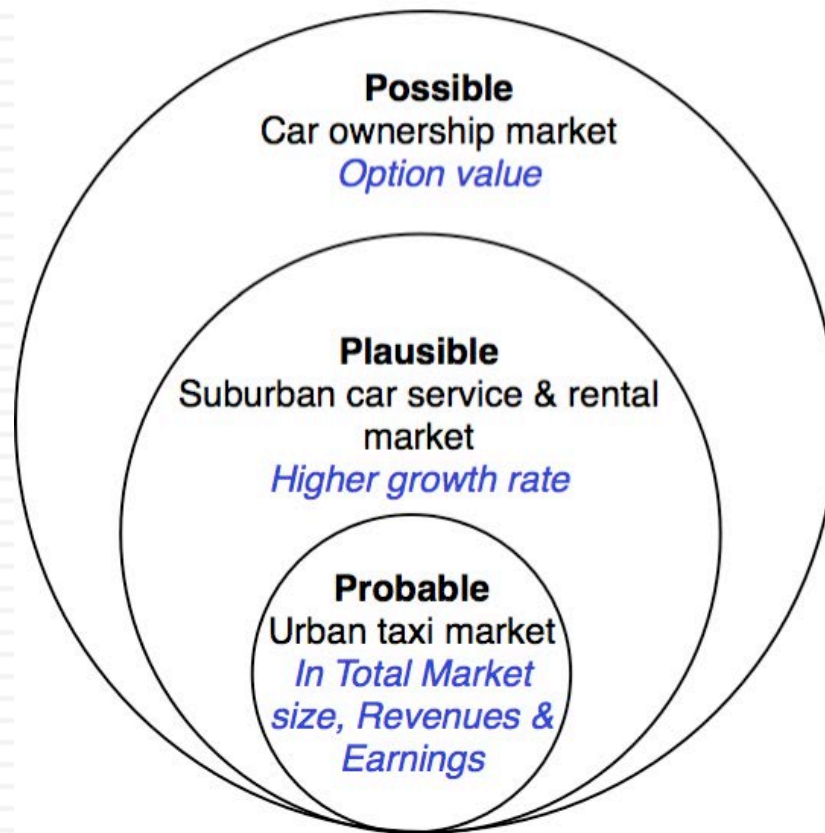 Possible
Car ownership market
Option value
Plausible
Suburban car service & rental
market
Higher growth rate
Probable
Urban taxi market
In Total Market
size, Revenues &
Earnings